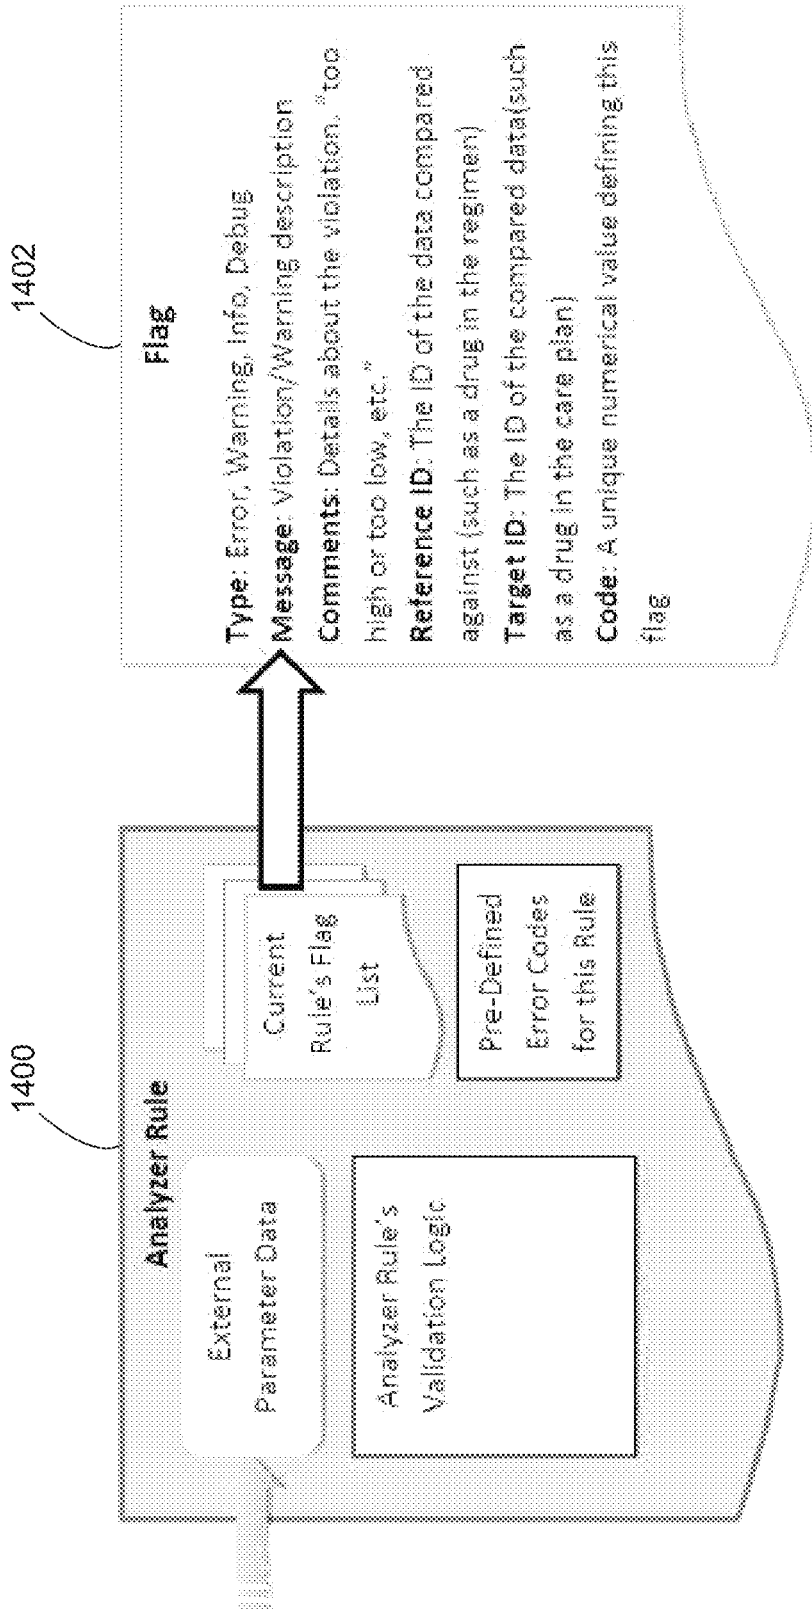 1400
Analyzer Rule
External
Parameter Data
Analyzer Rule's
Validation Logic
Current
Rule's Flag
List
Pre-Defined
Error Codes
for this Rule
1402
Flag
Type: Error, Warning, Info, Debug
Message: Violation/Warning description
Comments: Details about the violation. "too
high or too low, etc."
Reference ID: The ID of the data compared
against (such as a drug in the regimen)
Target ID: The ID of the compared data(such
as a drug in the care plan)
Code: A unique numerical value defining this
flag